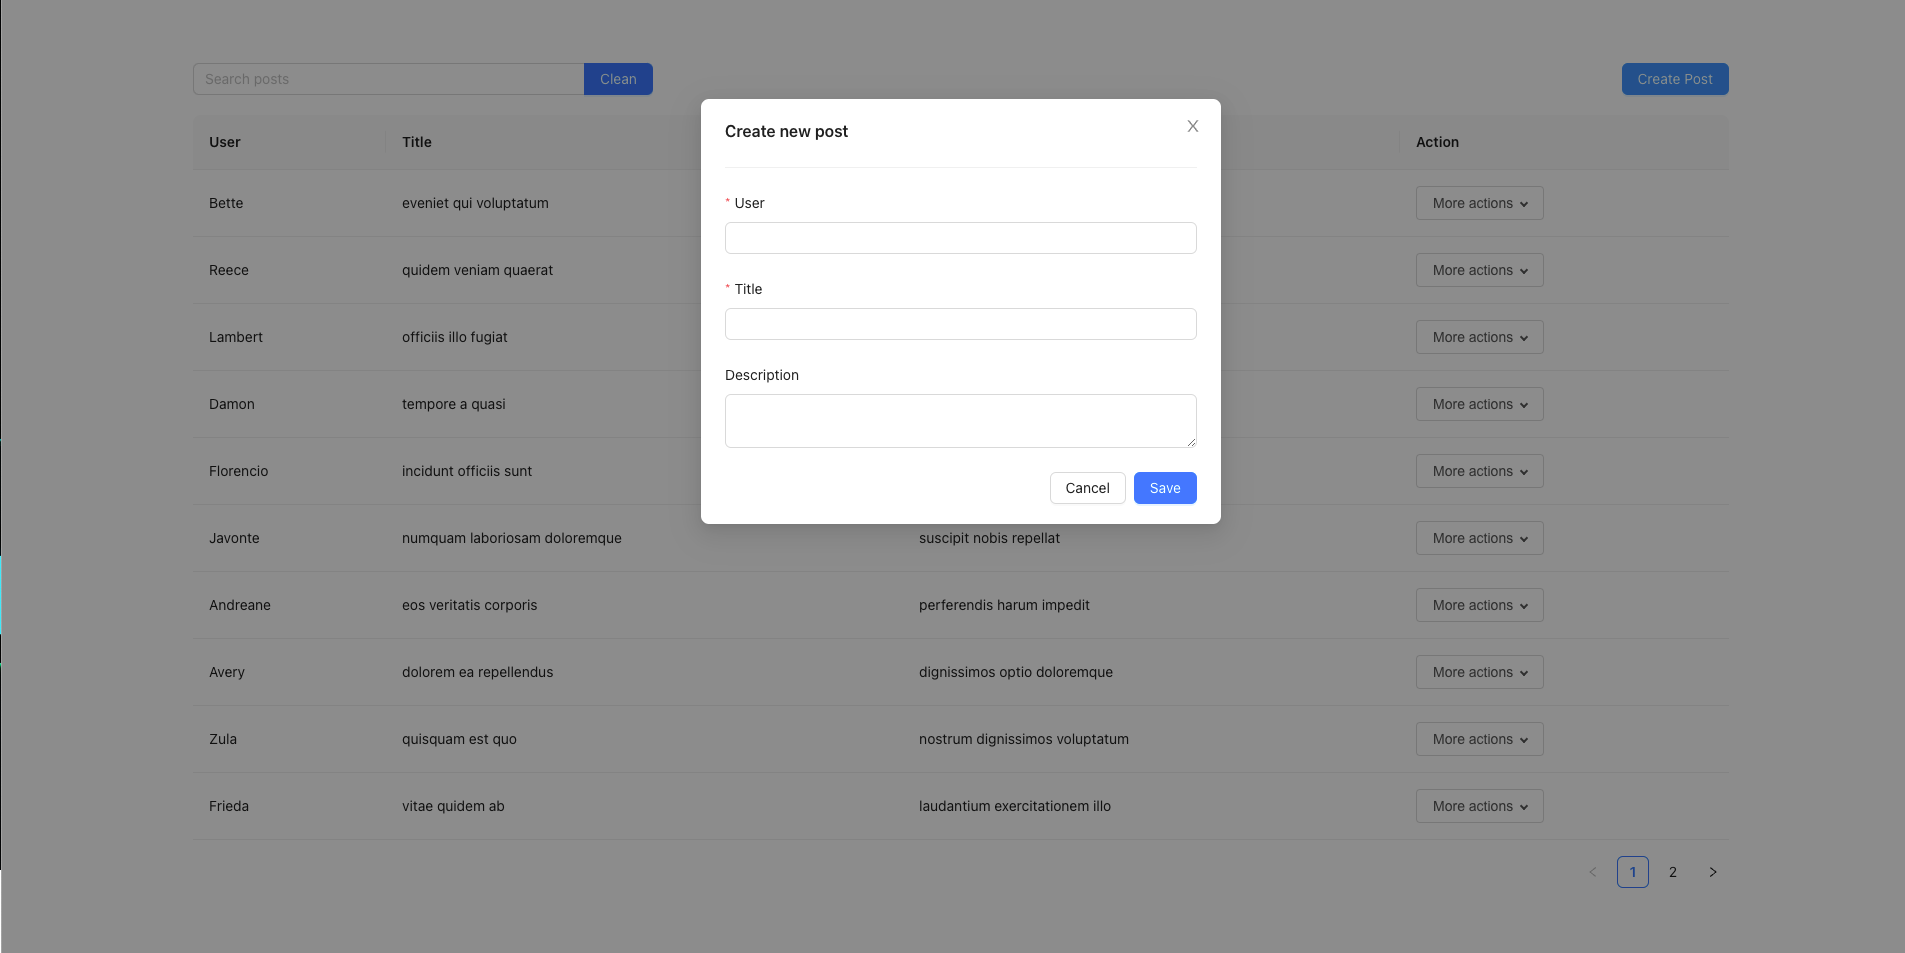 Search posts Clean Create Post
Create new post
User Title Action
* User
Bette eveniet qui voluptatum More actions
Reece quidem veniam quaerat More actions
* Title
Lambert officiis illo fugiat More actions
Description
Damon tempore a quasi More actions
Florencio incidunt officiis sunt More actions
Cancel Save
Javonte numquam laboriosam doloremque suscipit nobis repellat More actions
Andreane eos veritatis corporis perferendis harum impedit More actions
Avery dolorem ea repellendus dignissimos optio doloremque More actions
Zula quisquam est quo nostrum dignissimos voluptatum More actions
Frieda vitae quidem ab laudantium exercitationem illo More actions
1 2